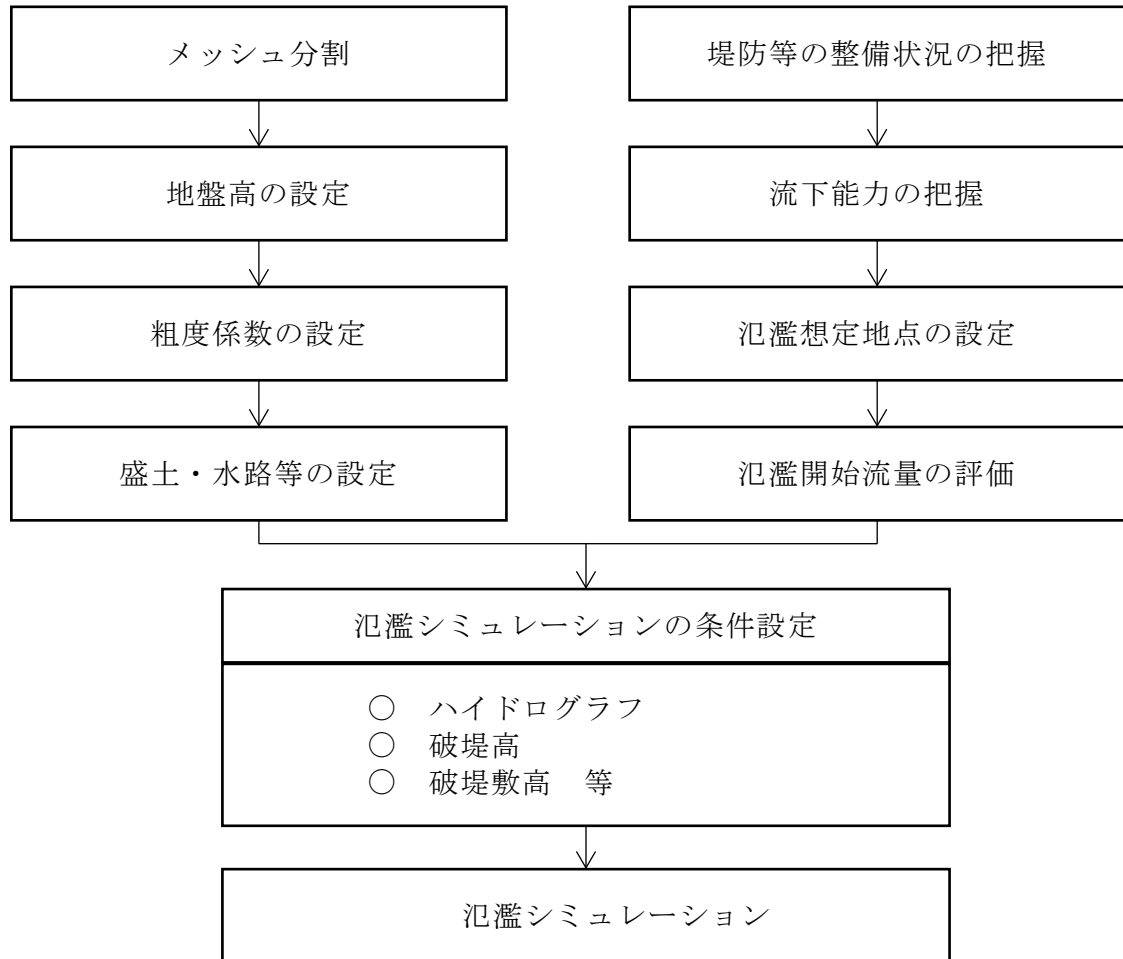 メッシュ分割
地盤高の設定
粗度係数の設定
盛土・水路等の設定
堤防等の整備状況の把握
流下能力の把握
氾濫想定地点の設定
氾濫開始流量の評価
氾濫シミュレーションの条件設定
○ ハイドログラフ
○ 破堤高
○ 破堤敷高 等
氾濫シミュレーション